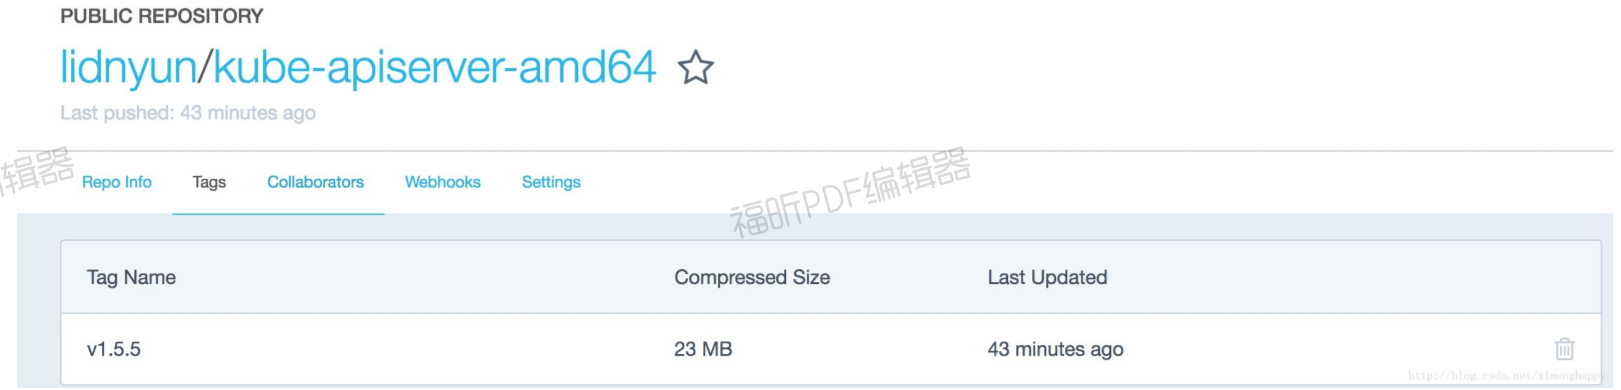 PUBLIC REPOSITORY
lidnyun/kube-apiserver-amd64
Last pushed: 43 minutes ago
编辑器
Repo Info Tags Collaborators Webhooks Settings
福昕PDF编辑器
Tag Name Compressed Size Last Updated
v1.5.5 23 MB 43 minutes ago
http://blog.csdn.net/ximenghappy